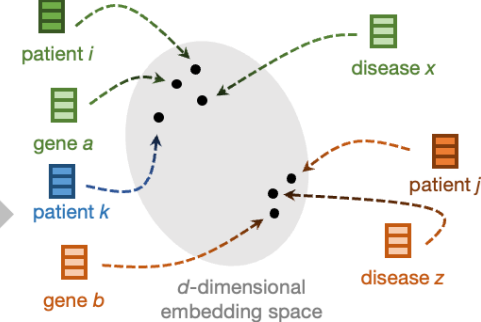 patient i
disease x
gene a
patient k
patient j
gene b
disease z
d-dimensional
embedding space